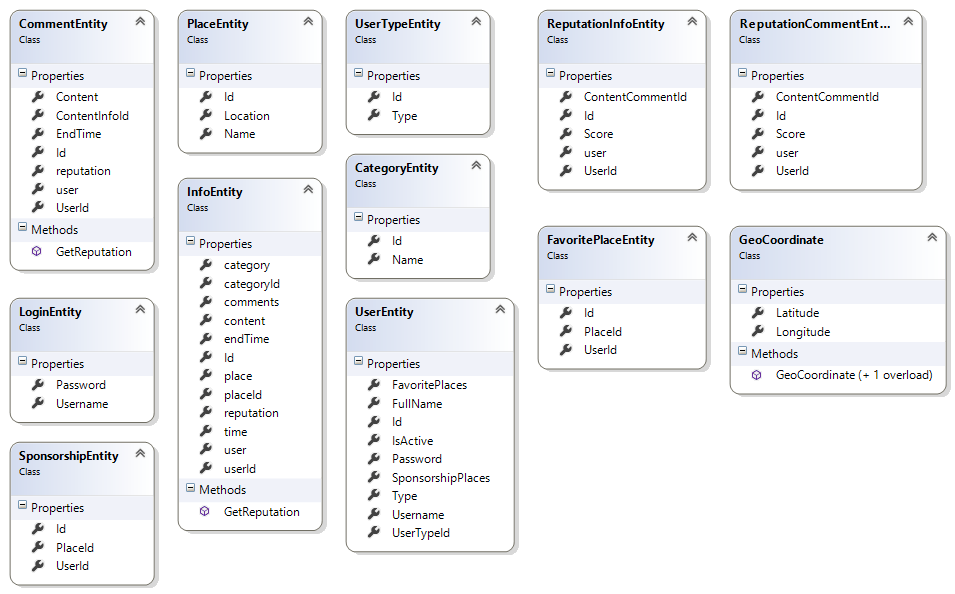 CommentEntity
Class
Properties
Content
ContentInfoId
EndTime
Id
reputation
user
UserId
Methods
GetReputation
LoginEntity
Class
Properties
Password
Username
SponsorshipEntity
Class
Properties
Id
PlaceId
UserId
PlaceEntity
Class
Properties
Id
Location
Name
InfoEntity
Class
Properties
category
categoryId
comments
content
endTime
Id
place
placeId
reputation
time
user
userId
Methods
GetReputation
UserTypeEntity
Class
Properties
Id
Type
CategoryEntity
Class
Properties
Id
Name
UserEntity
Class
Properties
FavoritePlaces
FullName
Id
IsActive
Password
SponsorshipPlaces
Type
Username
UserTypeId
ReputationInfoEntity
Class
Properties
ContentCommentId
Id
Score
user
UserId
FavoritePlaceEntity
Class
Properties
Id
PlaceId
UserId
ReputationCommentEnt...
Class
Properties
ContentCommentId
Id
Score
user
UserId
GeoCoordinate
Class
Properties
Latitude
Longitude
Methods
GeoCoordinate (+ 1 overload)